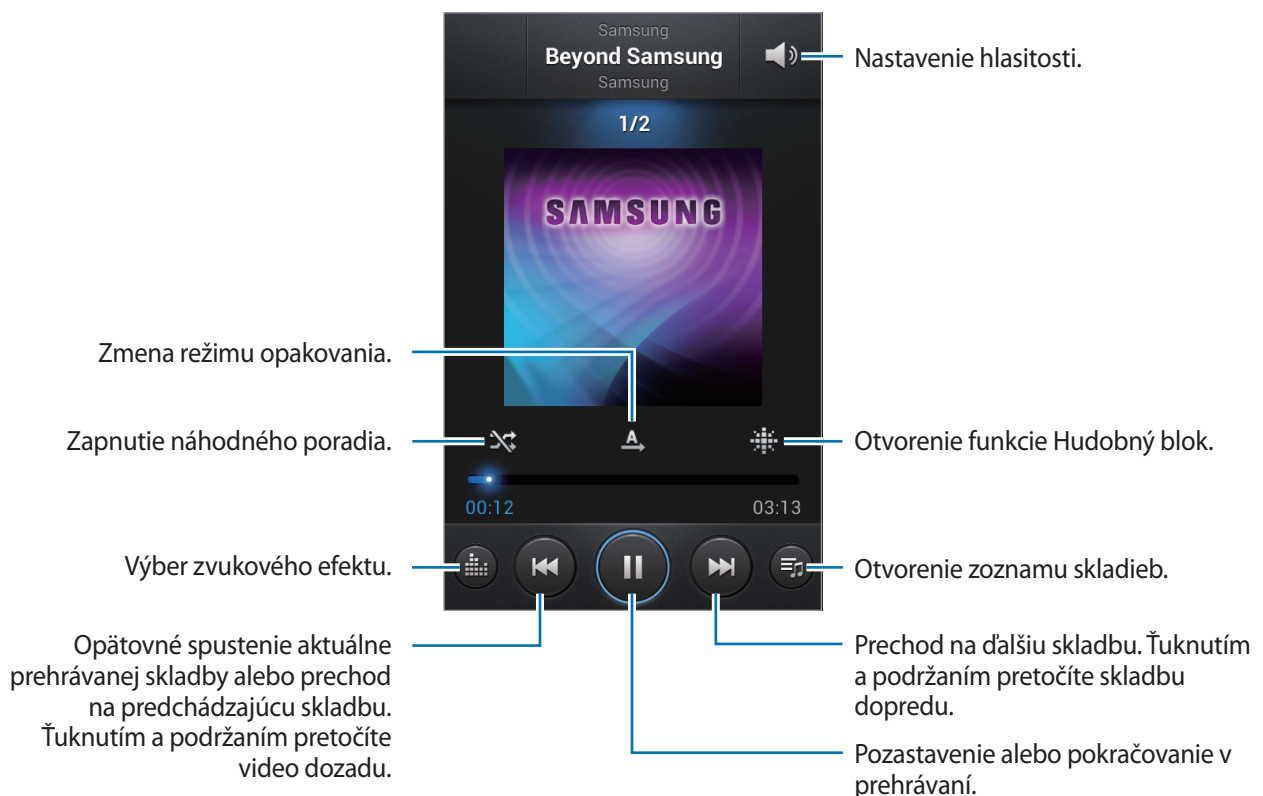 Samsung
Beyond Samsung
Samsung
Nastavenie hlasitosti.
1/2
SAMSUNG
Zmena režimu opakovania.
A
Zapnutie náhodného poradia.
Otvorenie funkcie Hudobný blok.
00:12
03:13
Výber zvukového efektu.
Otvorenie zoznamu skladieb.
Opätovné spustenie aktuálne
prehrávanej skladby alebo prechod
na predchádzajúcu skladbu.
Ťuknutím a podržaním pretočíte
video dozadu.
Prechod na ďalšiu skladbu. Ťuknutím
a podržaním pretočíte skladbu
dopredu.
Pozastavenie alebo pokračovanie v
prehrávaní.